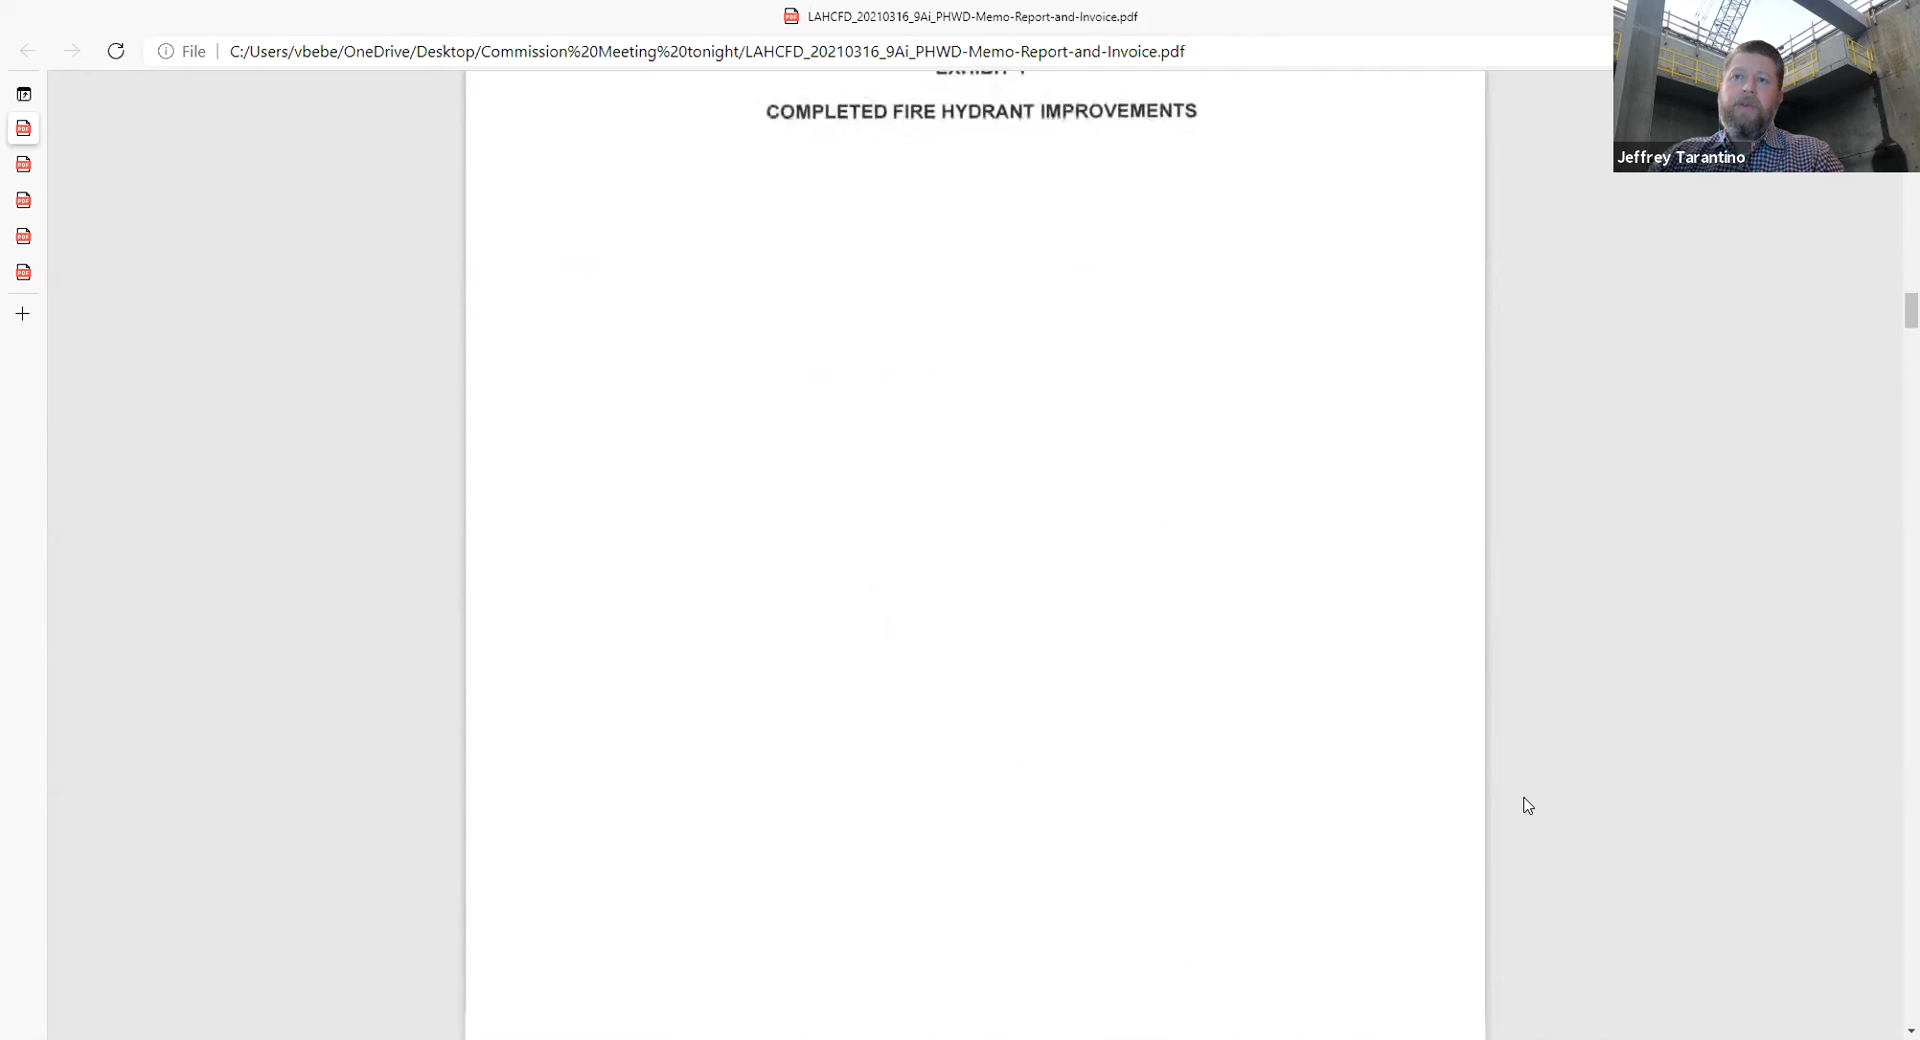 LAHCFD_20210316_9Ai_PHWD-Memo-Report-and-Invoice.pdf
File
C:/Users/vbebe/OneDrive/Desktop/Commission%20Meeting%20tonight/LAHCFD_20210316_9Ai_PHWD-Memo-Report-and-Invoice.pdf
EXHIBIT
COMPLETED FIRE HYDRANT IMPROVEMENTS
Jeffrey Tarantino